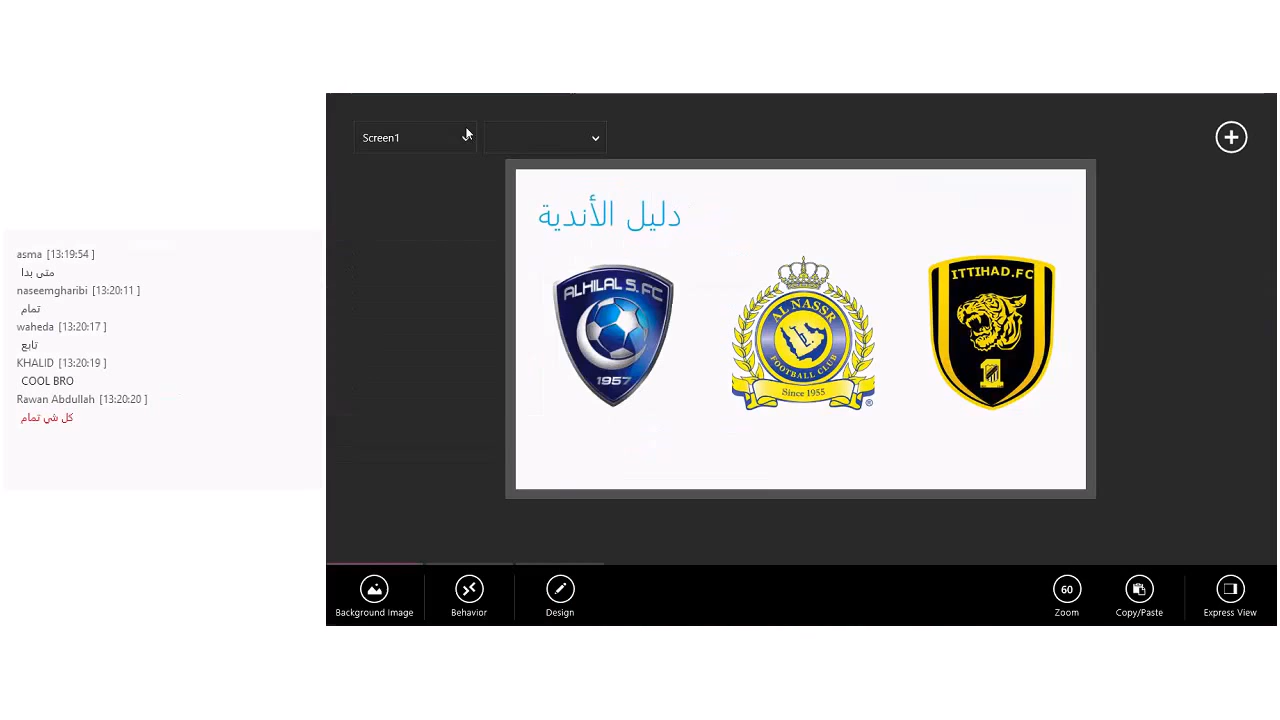 asma [13:19:54 ]
متى بدا
naseemgharibi [13:20:11 ]
تمام
waheda [13:20:17 ]
تابع
KHALID [13:20:19 ]
COOL BRO
Rawan Abdullah [13:20:20 ]
كل شي تمام
Screen1
دليل الأندية
ALHILAL S. FC
1957
AL NASSR
FOOTBALL CLUB
Since 1955
®
ITTIHAD.FC
1
Background Image
Behavior
Design
60
Zoom
Copy/Paste
Express View